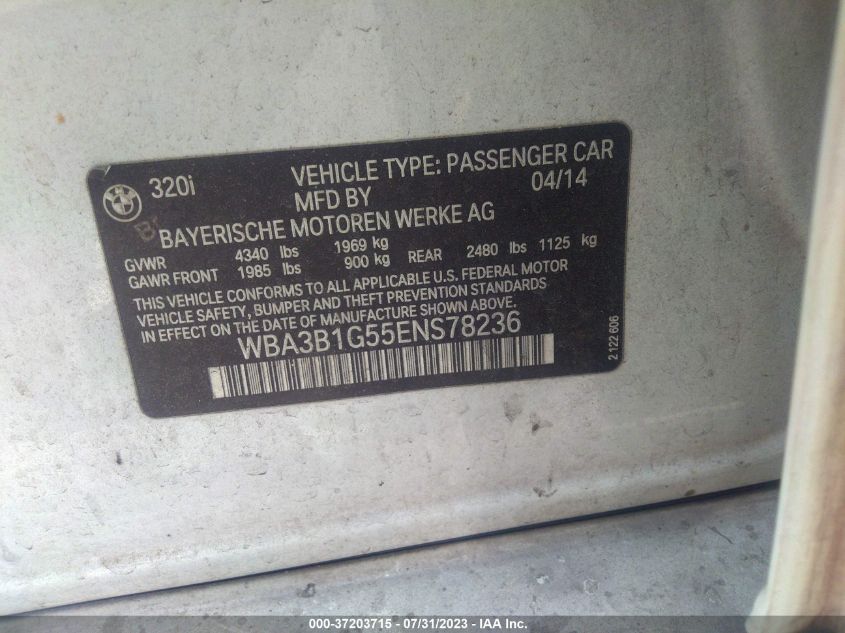 BMW
320i
VEHICLE TYPE: PASSENGER CAR
MFD BY 04/14
BAYERISCHE MOTOREN WERKE AG
GVWR 4340 lbs 1969 kg
GAWR FRONT 1985 lbs 900 kg REAR 2480 lbs 1125 kg
THIS VEHICLE CONFORMS TO ALL APPLICABLE U.S. FEDERAL MOTOR
VEHICLE SAFETY, BUMPER AND THEFT PREVENTION STANDARDS
IN EFFECT ON THE DATE OF MANUFACTURE SHOWN ABOVE.
WBA3B1G55ENS78236
2 122 606
000-37203715 - 07/31/2023 - IAA Inc.